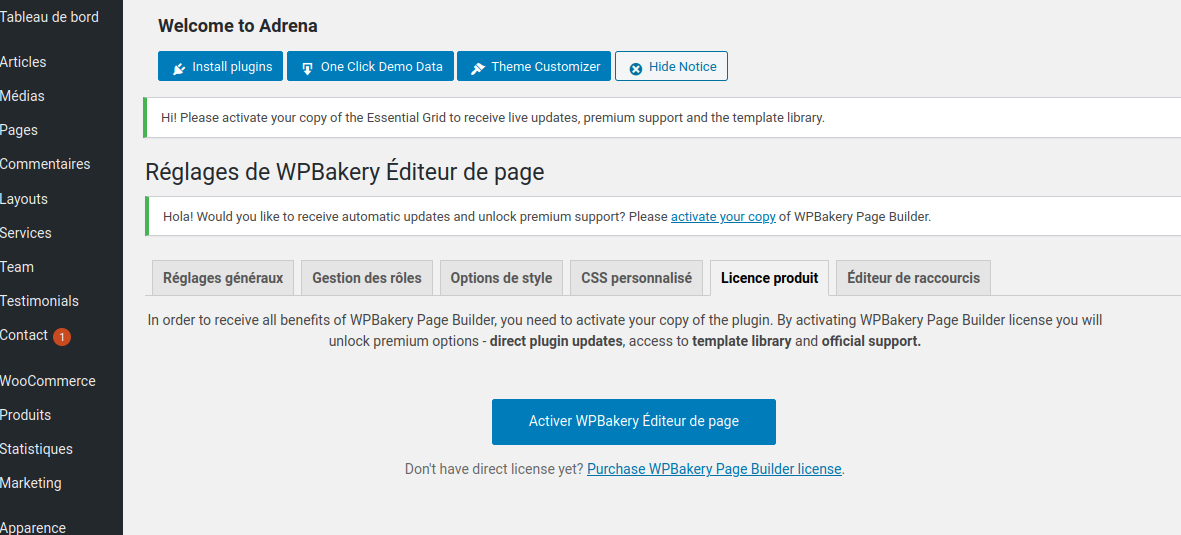 Tableau de bord
Articles
Médias
Pages
Commentaires
Layouts
Services
Team
Testimonials
Contact 1
WooCommerce
Produits
Statistiques
Marketing
Apparence
Welcome to Adrena
Install plugins One Click Demo Data Theme Customizer Hide Notice
Hi! Please activate your copy of the Essential Grid to receive live updates, premium support and the template library.
Réglages de WPBakery Éditeur de page
Hola! Would you like to receive automatic updates and unlock premium support? Please activate your copy of WPBakery Page Builder.
Réglages généraux Gestion des rôles Options de style CSS personnalisé Licence produit Éditeur de raccourcis
In order to receive all benefits of WPBakery Page Builder, you need to activate your copy of the plugin. By activating WPBakery Page Builder license you will
unlock premium options - direct plugin updates, access to template library and official support.
Activer WPBakery Éditeur de page
Don't have direct license yet? Purchase WPBakery Page Builder license.